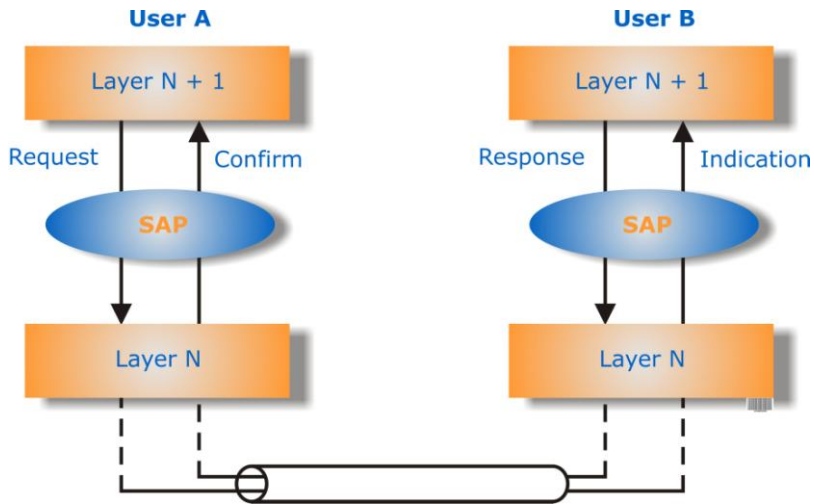 User A
User B
Layer N + 1
Layer N + 1
Request
Confirm
Response
Indication
SAP
SAP
Layer N
Layer N